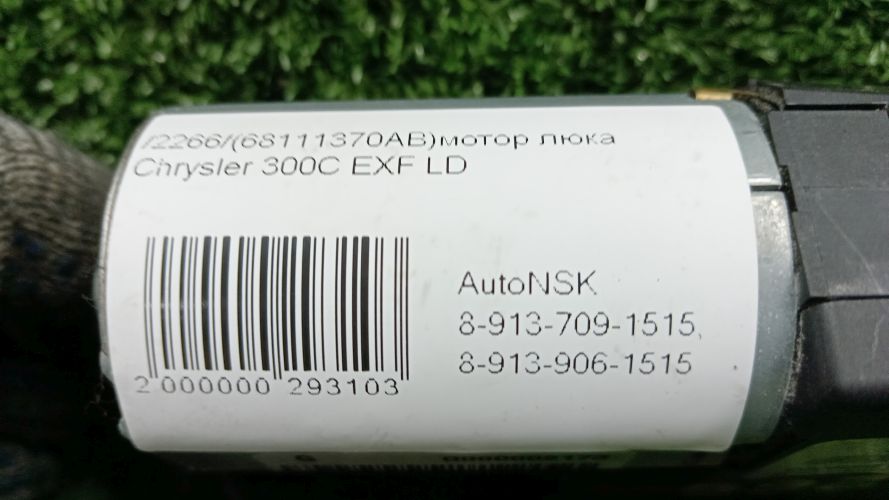 /2266/(68111370AB)мотор люка
Chrysler 300C EXF LD
AutoNSK
8-913-709-1515,
8-913-906-1515
2 000000 293103